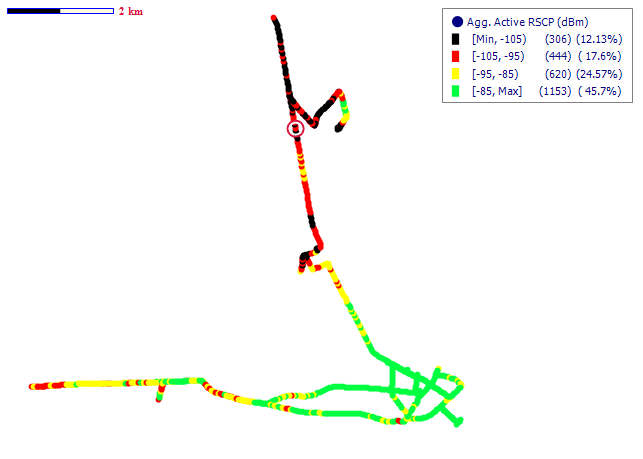 2 km
Agg. Active RSCP (dBm)
[Min, -105) (306) (12.13%)
[-105, -95) (444) ( 17.6%)
[-95, -85) (620) (24.57%)
[-85, Max] (1153) ( 45.7%)